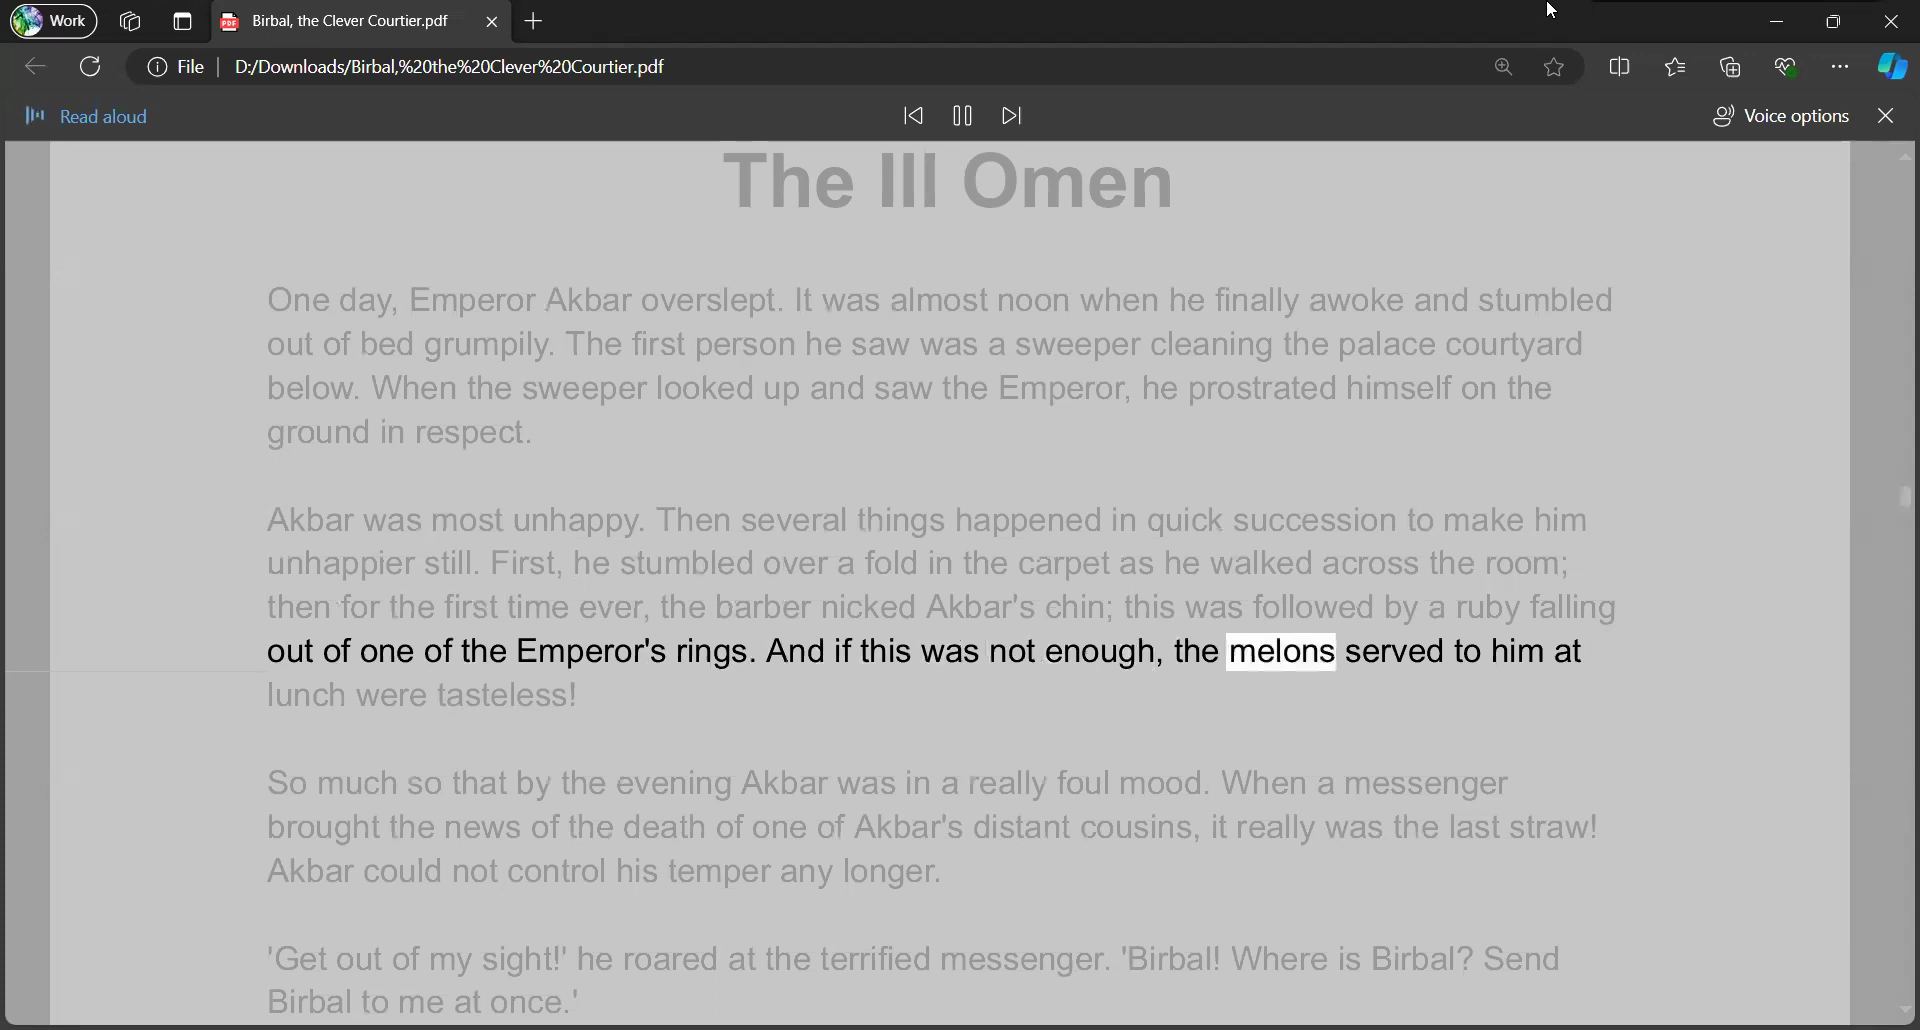 Work
Birbal, the Clever Courtier.pdf
File
D:/Downloads/Birbal,%20the%20Clever%20Courtier.pdf
Read aloud
Voice options
The Ill Omen
One day, Emperor Akbar overslept. It was almost noon when he finally awoke and stumbled
out of bed grumpily. The first person he saw was a sweeper cleaning the palace courtyard
below. When the sweeper looked up and saw the Emperor, he prostrated himself on the
ground in respect.
Akbar was most unhappy. Then several things happened in quick succession to make him
unhappier still. First, he stumbled over a fold in the carpet as he walked across the room;
then for the first time ever, the barber nicked Akbar's chin; this was followed by a ruby falling
out of one of the Emperor's rings. And if this was not enough, the melons served to him at
lunch were tasteless!
So much so that by the evening Akbar was in a really foul mood. When a messenger
brought the news of the death of one of Akbar's distant cousins, it really was the last straw!
Akbar could not control his temper any longer.
'Get out of my sight!' he roared at the terrified messenger. 'Birbal! Where is Birbal? Send
Birbal to me at once.'